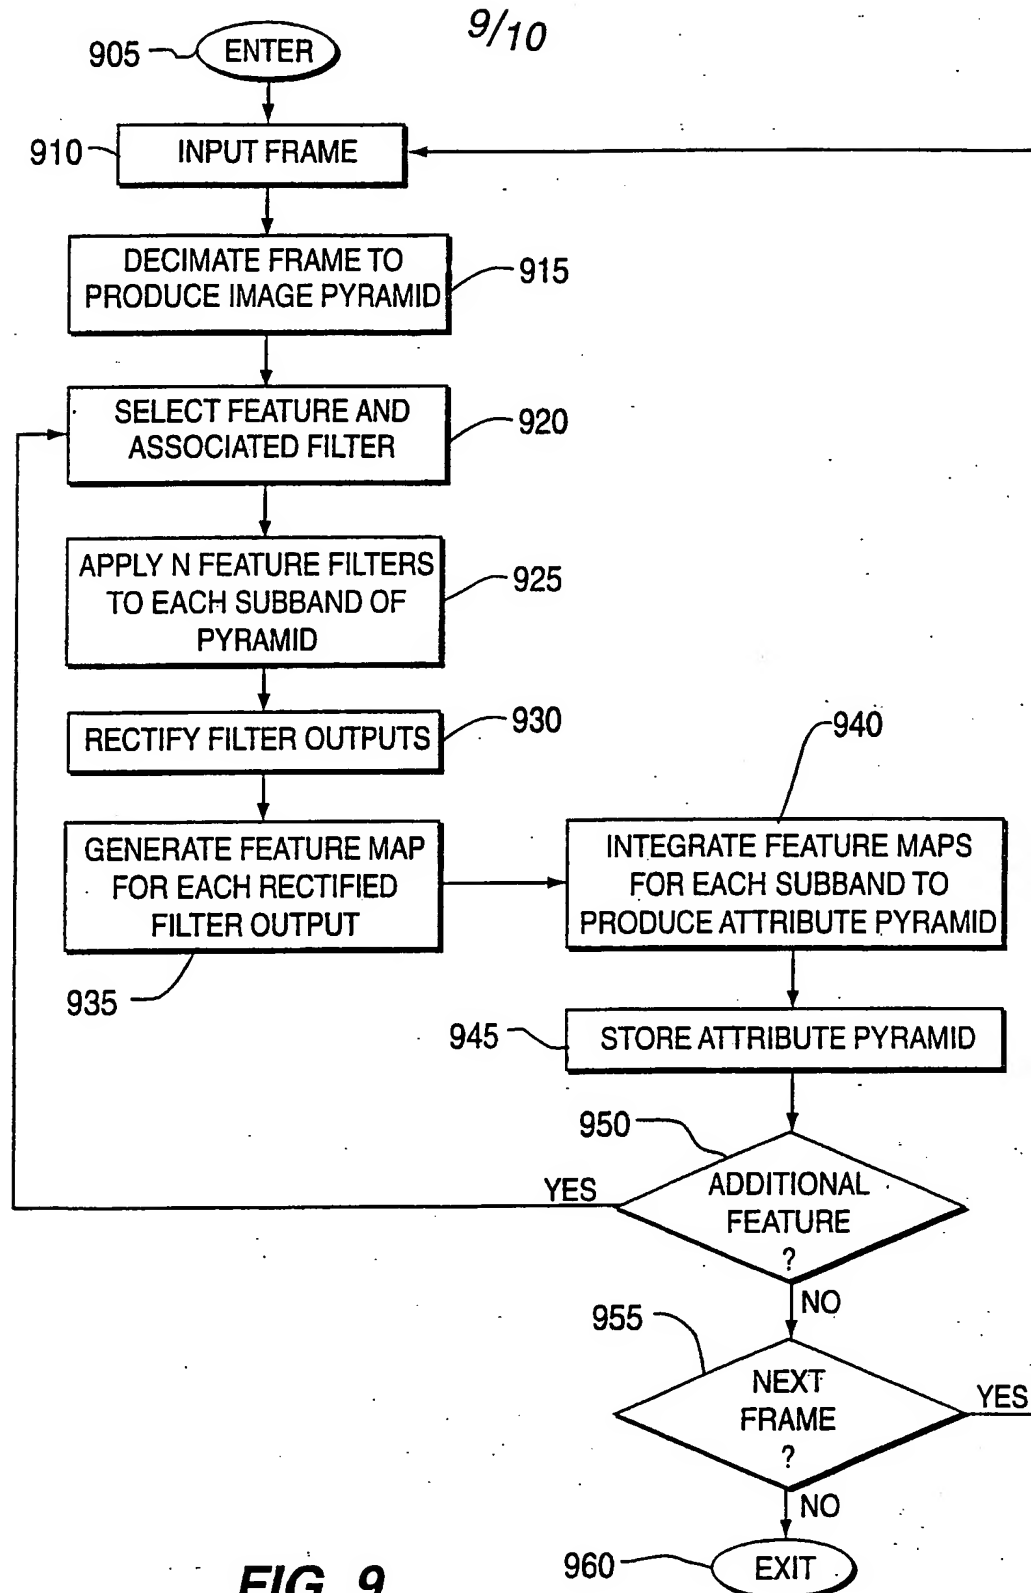 9/10
905
ENTER
910
INPUT FRAME
DECIMATE FRAME TO
PRODUCE IMAGE PYRAMID
915
SELECT FEATURE AND
ASSOCIATED FILTER
920
APPLY N FEATURE FILTERS
TO EACH SUBBAND OF
PYRAMID
925
RECTIFY FILTER OUTPUTS
930
GENERATE FEATURE MAP
FOR EACH RECTIFIED
FILTER OUTPUT
935
940
INTEGRATE FEATURE MAPS
FOR EACH SUBBAND TO
PRODUCE ATTRIBUTE PYRAMID
945
STORE ATTRIBUTE PYRAMID
950
ADDITIONAL
FEATURE
?
YES
NO
955
NEXT
FRAME
?
YES
NO
960
EXIT
FIG. 9